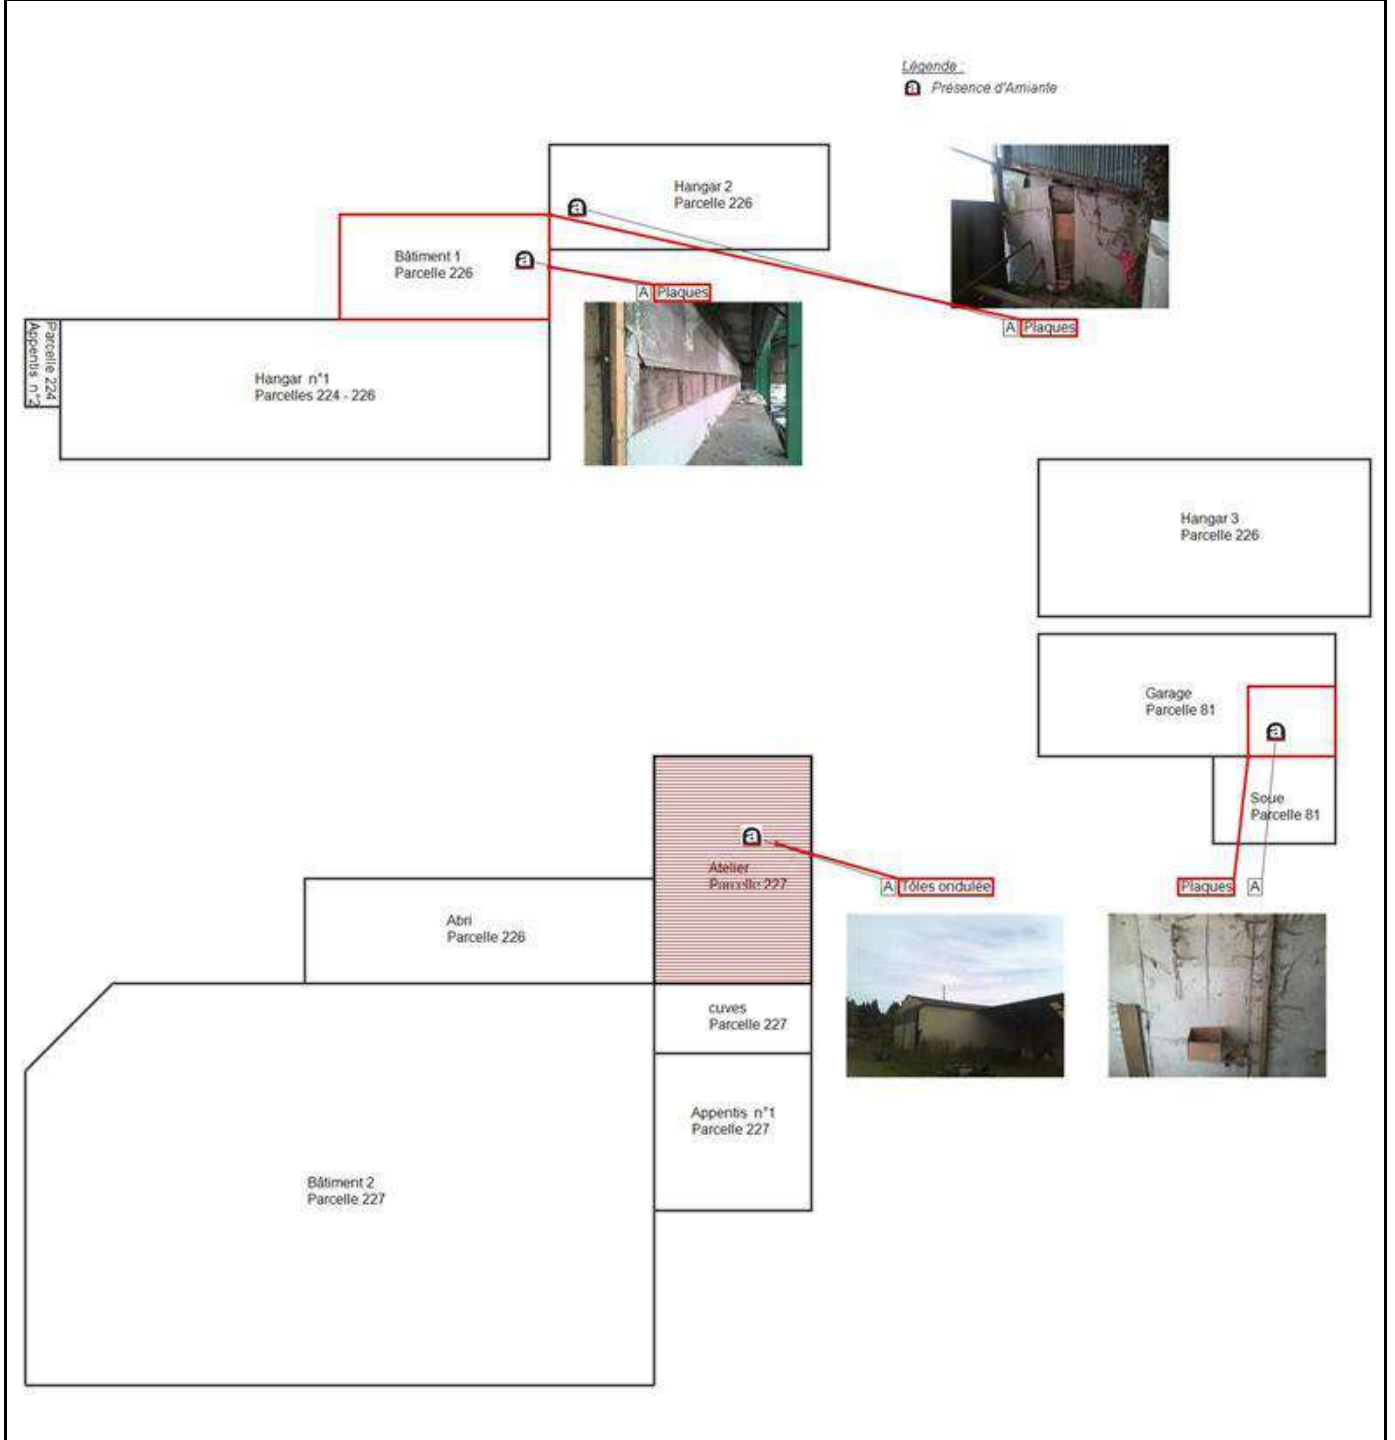 Légende :
a Présence d'Amiante
Hangar 2
Parcelle 226
a
Bâtiment 1
Parcelle 226
a
A Plaques
A Plaques
Parcelle 224
Appentis n°2
Hangar n°1
Parcelles 224 - 226
Hangar 3
Parcelle 226
Garage
Parcelle 81
a
Soue
Parcelle 81
a
Atelier
Parcelle 227
A Tôles ondulée
Plaques A
Abri
Parcelle 226
cuves
Parcelle 227
Appentis n°1
Parcelle 227
Bâtiment 2
Parcelle 227